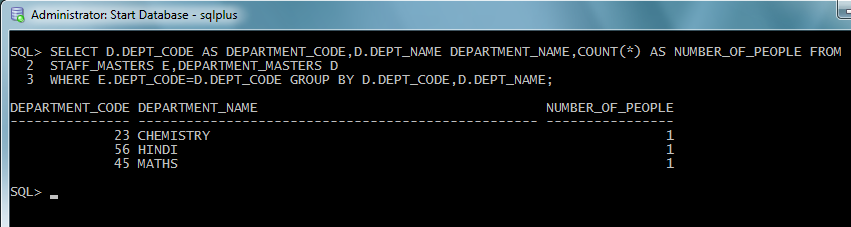 Administrator: Start Database - sqlplus
SQL> SELECT D.DEPT_CODE AS DEPARTMENT_CODE,D.DEPT_NAME DEPARTMENT_NAME,COUNT(*) AS NUMBER_OF_PEOPLE FROM
2 STAFF_MASTERS E,DEPARTMENT_MASTERS D
3 WHERE E.DEPT_CODE=D.DEPT_CODE GROUP BY D.DEPT_CODE,D.DEPT_NAME;
DEPARTMENT_CODE DEPARTMENT_NAME NUMBER_OF_PEOPLE
--------------- -------------------------------------------------- ----------------
23 CHEMISTRY 1
56 HINDI 1
45 MATHS 1
SQL> _